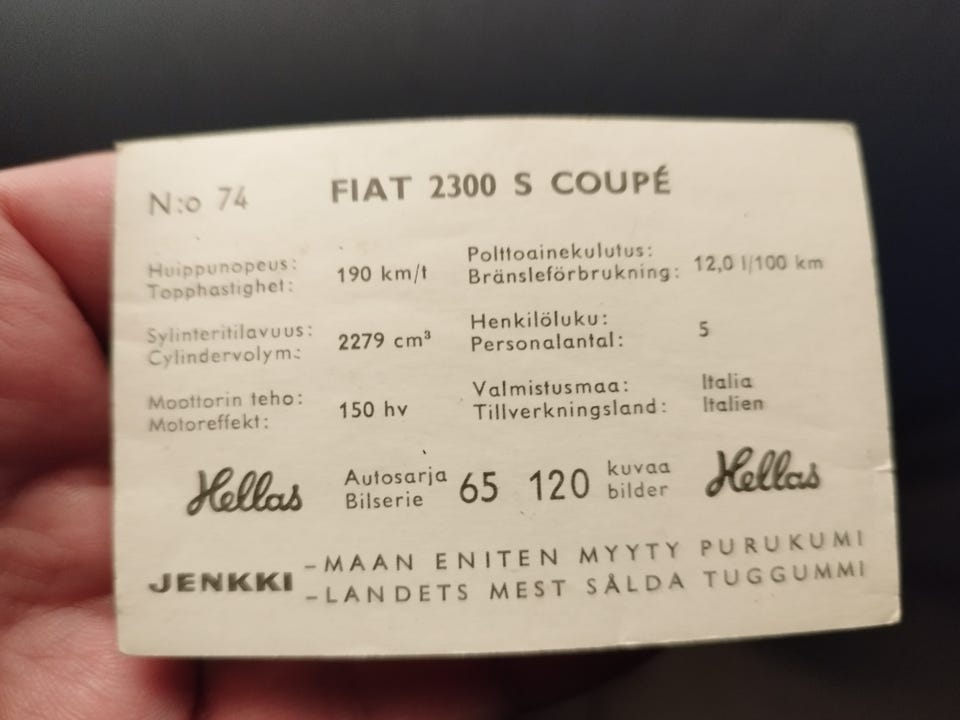 N:o 74 FIAT 2300 S COUPÉ
Huippunopeus:
Topphastighet:
190 km/t
Polttoainekulutus:
Bränsleförbrukning:
12,0 l/100 km
Sylinteritilavuus:
Cylindervolym:
2279 cm³
Henkilöluku:
Personalantal:
5
Moottorin teho:
Motoreffekt:
150 hv
Valmistusmaa:
Tillverkningsland:
Italia
Italien
Hellas
Autosarja
Bilserie
65 120
kuvaa
bilder
Hellas
JENKKI
–MAAN ENITEN MYYTY PURUKUMI
–LANDETS MEST SÅLDA TUGGUMMI